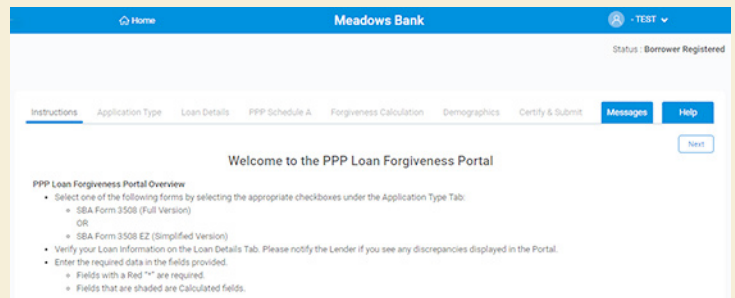 Home Meadows Bank - TEST
Status : Borrower Registered
Instructions Application Type Loan Details PPP Schedule A Forgiveness Calculation Demographics Certify & Submit Messages Help
Next
Welcome to the PPP Loan Forgiveness Portal
PPP Loan Forgiveness Portal Overview
• Select one of the following forms by selecting the appropriate checkboxes under the Application Type Tab:
SBA Form 3508 (Full Version)
OR
SBA Form 3508 EZ (Simplified Version)
• Verify your Loan Information on the Loan Details Tab. Please notify the Lender if you see any discrepancies displayed in the Portal.
• Enter the required data in the fields provided.
Fields with a Red "*" are required.
Fields that are shaded are Calculated fields.